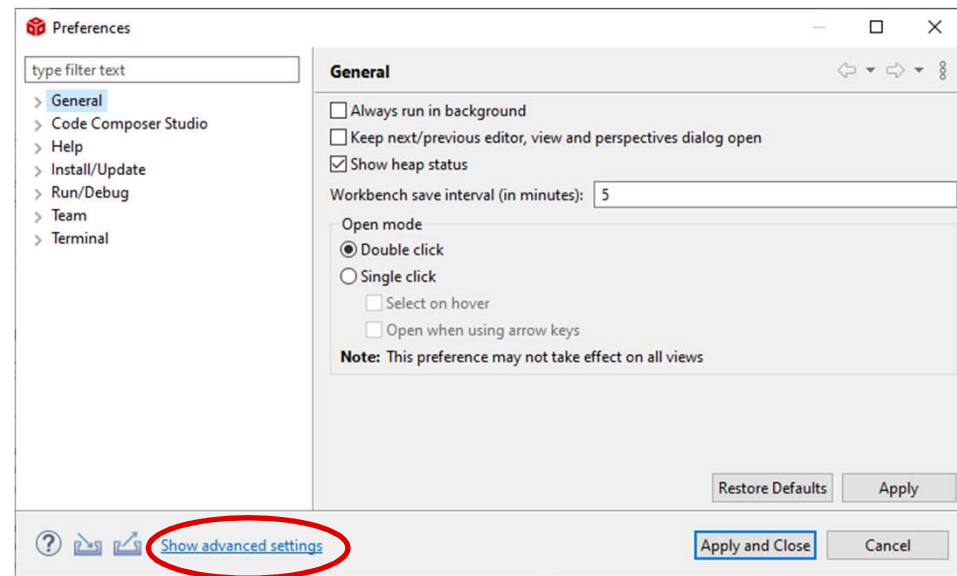 Preferences
type filter text
General
Code Composer Studio
Help
Install/Update
Run/Debug
Team
Terminal
General
Always run in background
Keep next/previous editor, view and perspectives dialog open
Show heap status
Workbench save interval (in minutes): 5
Open mode
Double click
Single click
Select on hover
Open when using arrow keys
Note: This preference may not take effect on all views
Restore Defaults Apply
? Show advanced settings Apply and Close Cancel